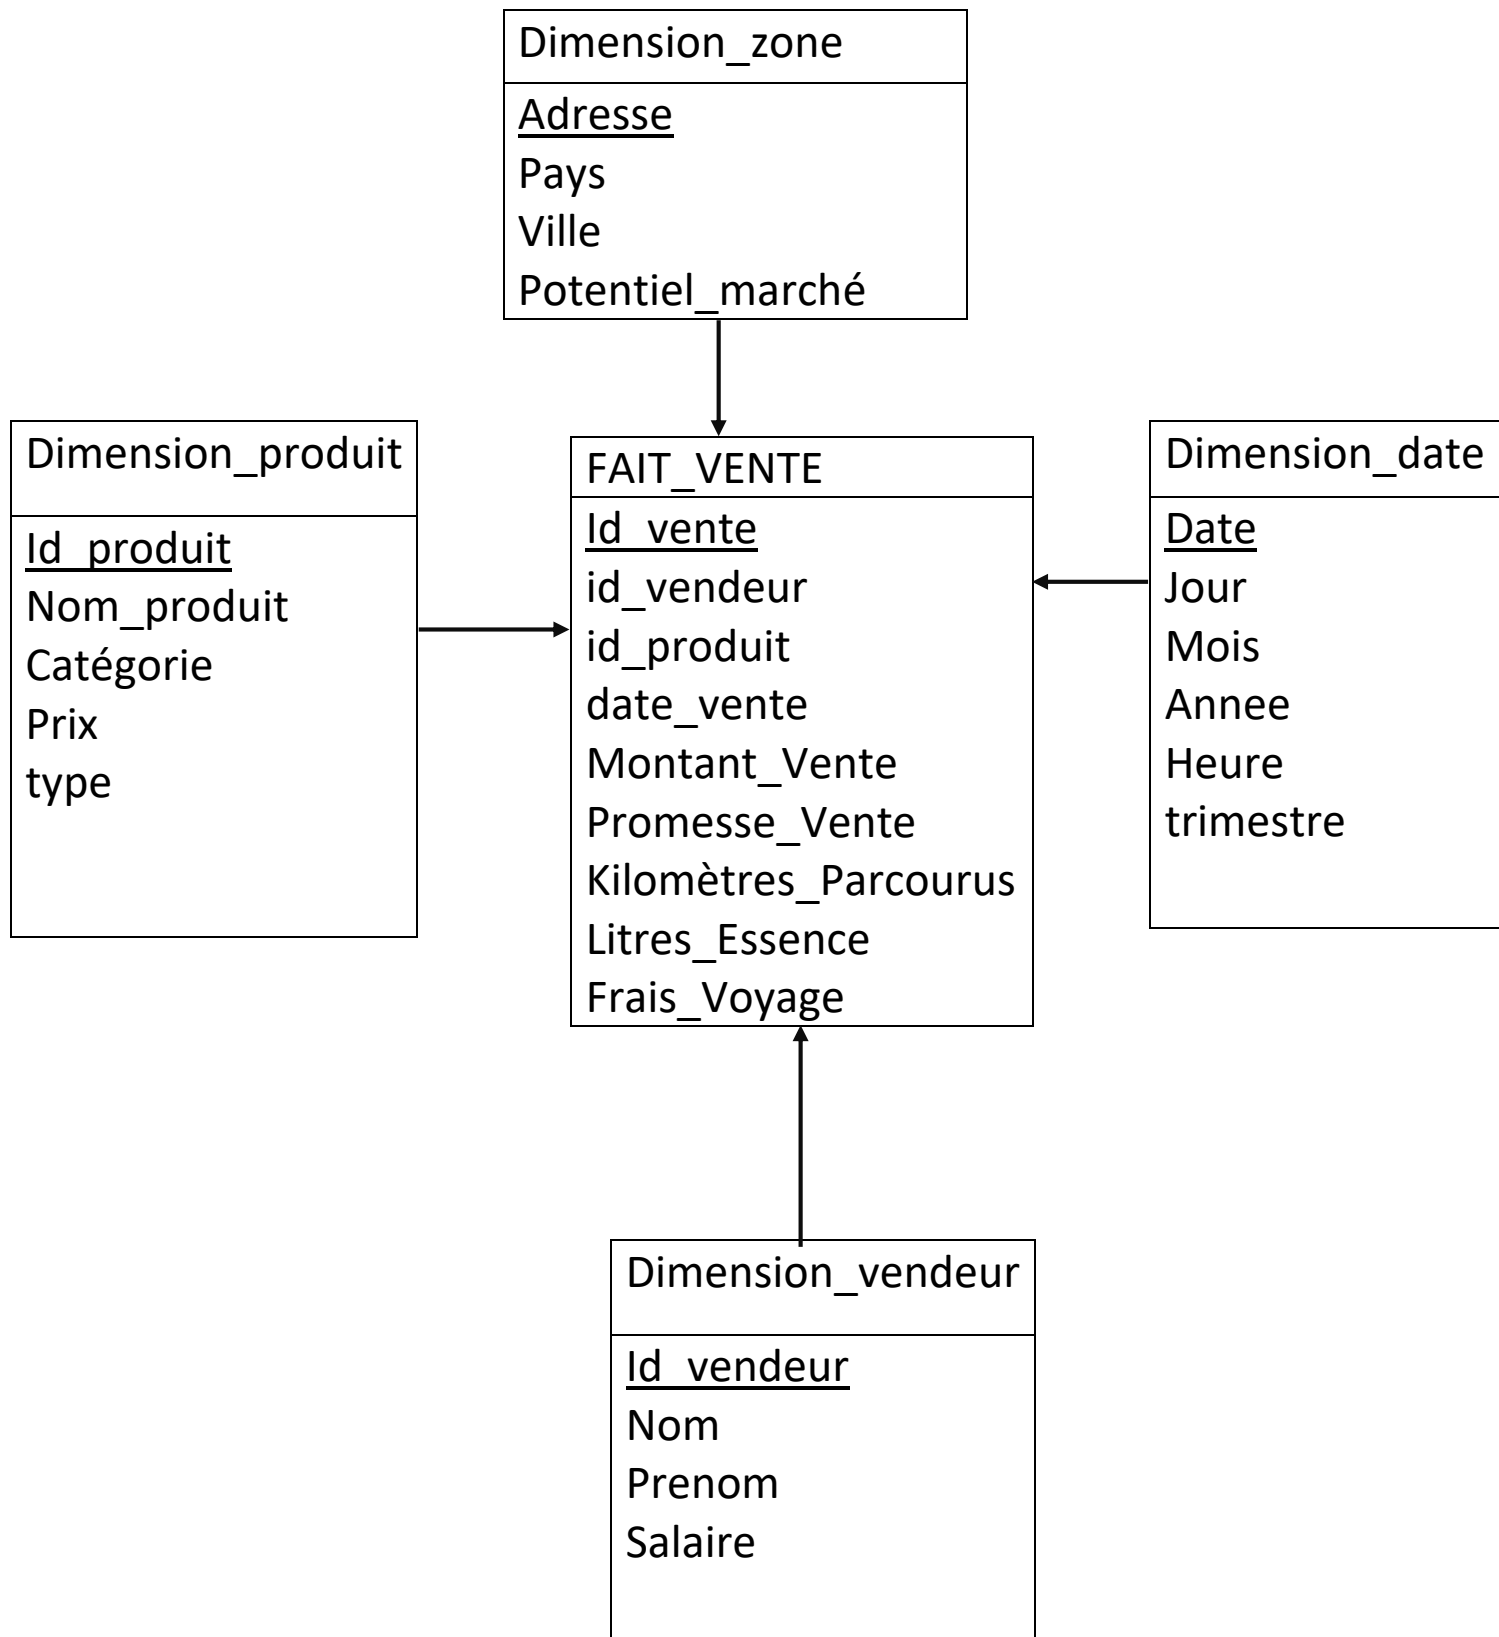 Dimension_zone
Adresse
Pays
Ville
Potentiel_marché
Dimension_produit
Id_produit
Nom_produit
Catégorie
Prix
type
FAIT_VENTE
Id_vente
id_vendeur
id_produit
date_vente
Montant_Vente
Promesse_Vente
Kilomètres_Parcourus
Litres_Essence
Frais_Voyage
Dimension_date
Date
Jour
Mois
Annee
Heure
trimestre
Dimension_vendeur
Id_vendeur
Nom
Prenom
Salaire